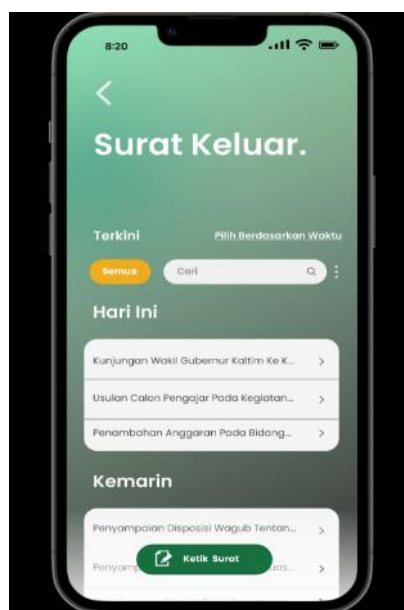 8:20
Surat Keluar.
Terkini Pilih Berdasarkan Waktu
Semua Cari
Hari Ini
Kunjungan Wakil Gubernur Kaltim Ke K...
Usulan Calon Pengajar Pada Kegiatan...
Penambahan Anggaran Pada Bidang...
Kemarin
Penyampaian Disposisi Wagub Tentan...
Ketik Surat